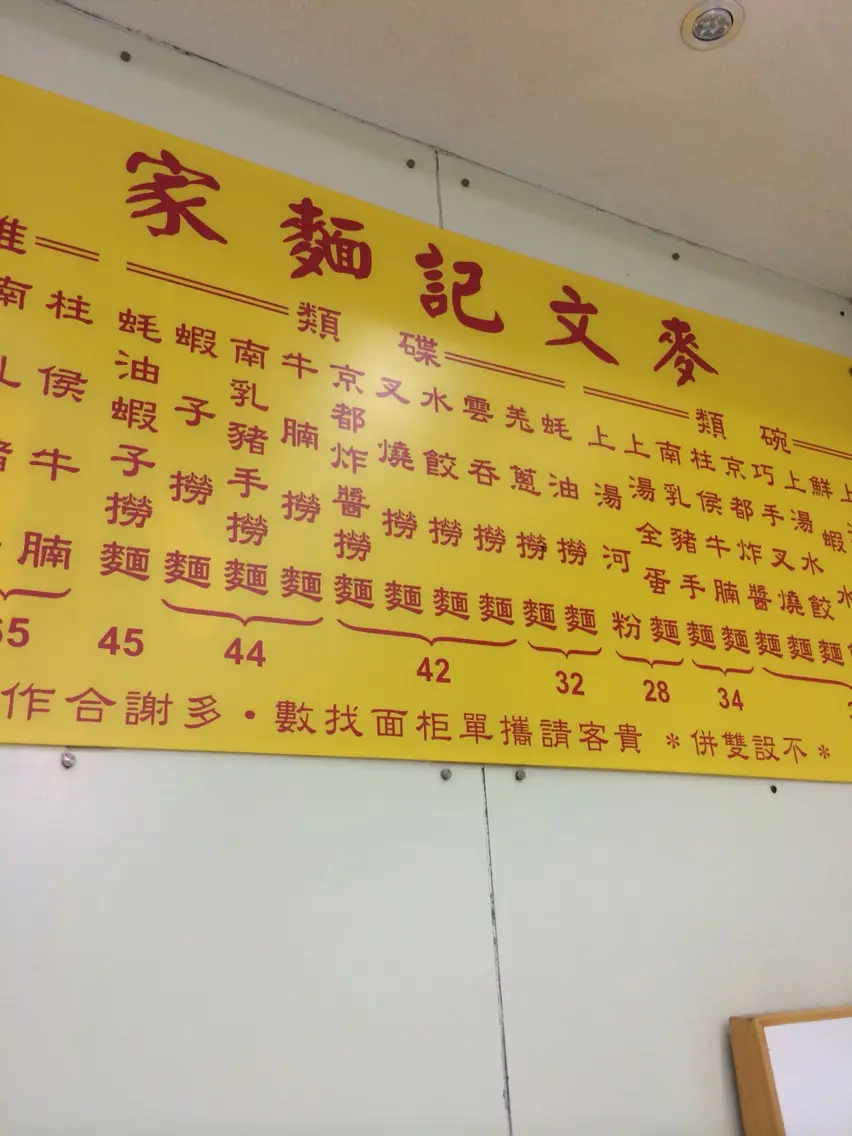 麥文記麵家
碗類
上湯水餃麵
巧手叉燒麵
京都炸醬麵
柱侯牛腩麵
南乳豬手麵
34
上湯全蛋麵
上湯河粉
28
碟類
蚝油撈麵
羌蔥撈麵
32
雲吞撈麵
水餃撈麵
叉燒撈麵
京都炸醬撈麵
42
牛腩撈麵
南乳豬手撈麵
蝦子撈麵
44
蚝油蝦子撈麵
45
柱侯牛腩
*不設雙併* 貴客請攜單柜面找數・多謝合作